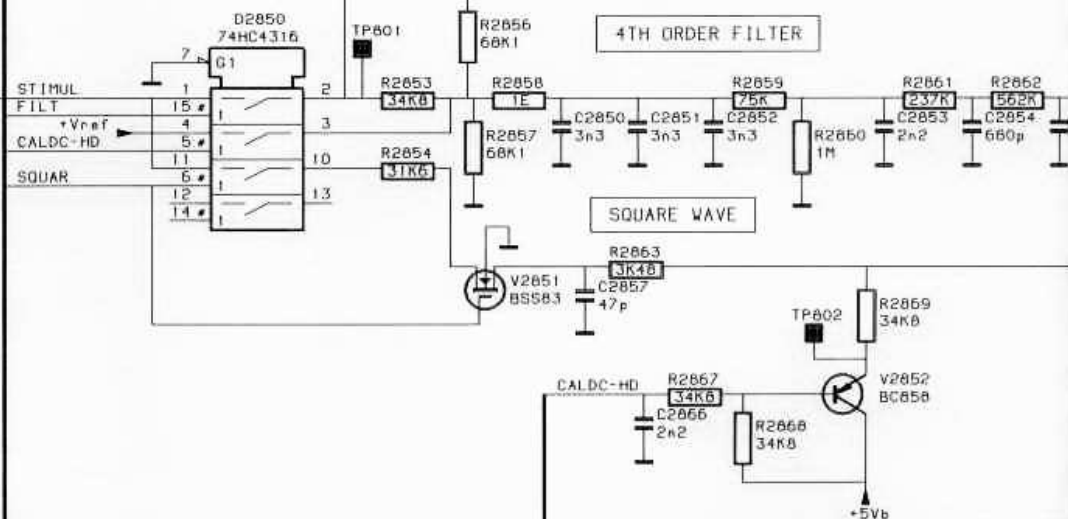 D2850
74HC4316
7
G1
STIMUL
1
2
FILT
15 #
1
+Vref
4
3
CALDC-HD
5 #
1
11
10
SQUAR
6 #
1
12
13
14 #
1
TP801
R2853
34K8
R2854
31K6
R2856
68K1
R2857
68K1
R2858
1E
4TH ORDER FILTER
C2850
3n3
C2851
3n3
C2852
3n3
R2859
75K
R2860
1M
R2861
237K
C2853
2n2
R2862
562K
C2854
680p
SQUARE WAVE
V2851
BSS83
R2863
3K48
C2857
47p
TP802
R2869
34K8
CALDC-HD
R2867
34K8
C2866
2n2
R2868
34K8
V2852
BC858
+5Vb